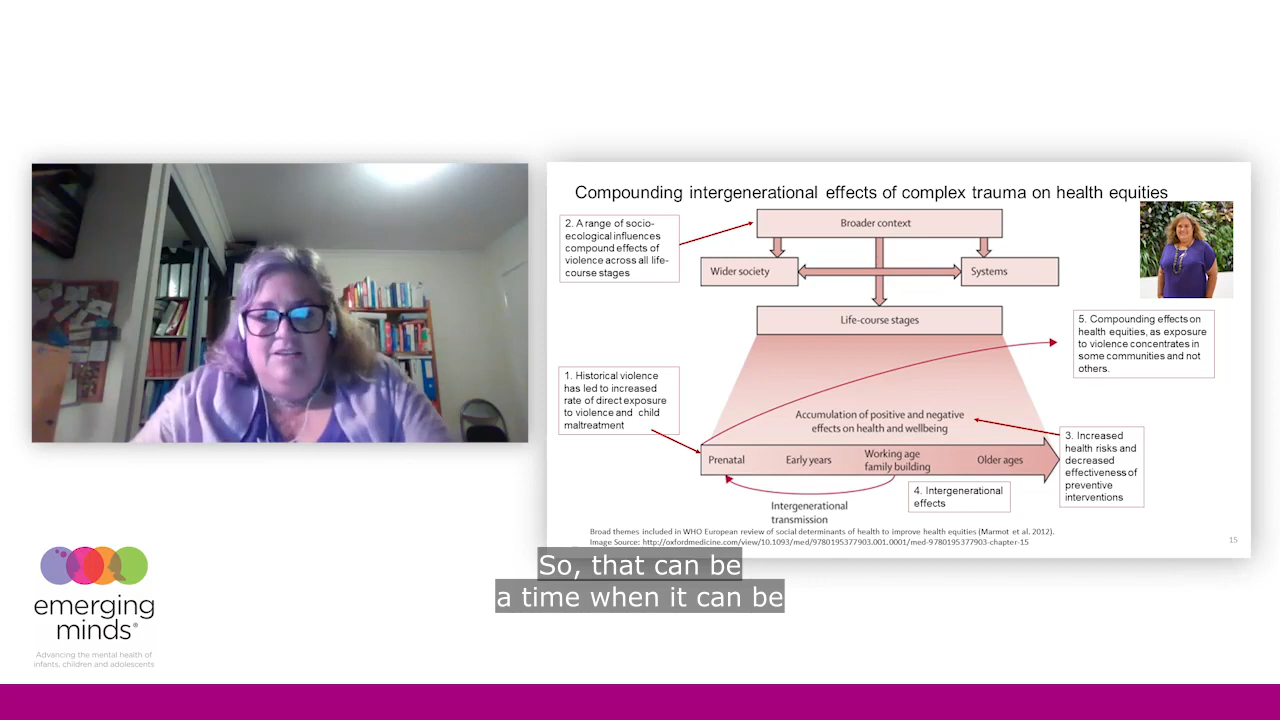 Compounding intergenerational effects of complex trauma on health equities
2. A range of socio-
ecological influences
compound effects of
violence across all life-
course stages
Broader context
Wider society
Systems
Life-course stages
5. Compounding effects on
health equities, as exposure
to violence concentrates in
some communities and not
others.
1. Historical violence
has led to increased
rate of direct exposure
to violence and child
maltreatment
Accumulation of positive and negative
effects on health and wellbeing
3. Increased
health risks and
decreased
effectiveness of
preventive
interventions
Prenatal
Early years
Working age
family building
Older ages
4. Intergenerational
effects
Intergenerational
transmission
Broad themes included in WHO European review of social determinants of health to improve health equities (Marmot et al. 2012).
Image Source: http://oxfordmedicine.com/view/10.1093/med/9780195377903.001.0001/med-9780195377903-chapter-15
15
So, that can be
a time when it can be
emerging
minds®
Advancing the mental health of
infants, children and adolescents